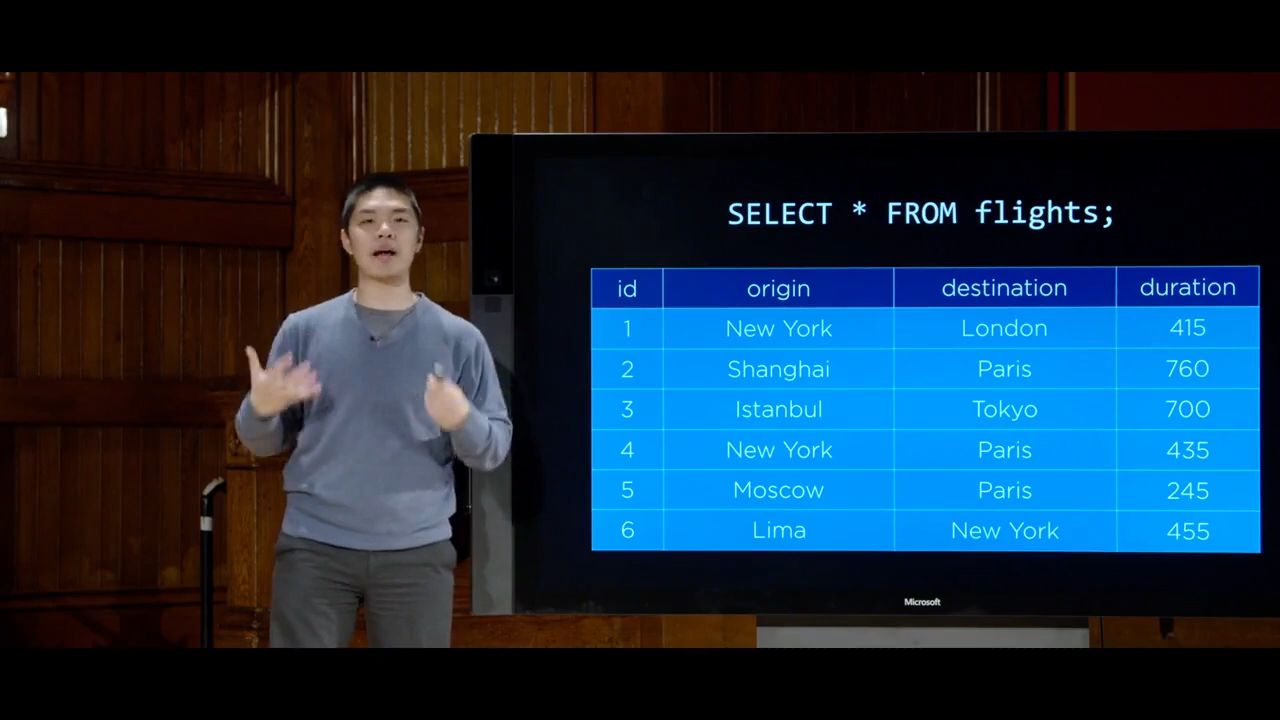 SELECT * FROM flights;
id origin destination duration
1 New York London 415
2 Shanghai Paris 760
3 Istanbul Tokyo 700
4 New York Paris 435
5 Moscow Paris 245
6 Lima New York 455
Microsoft